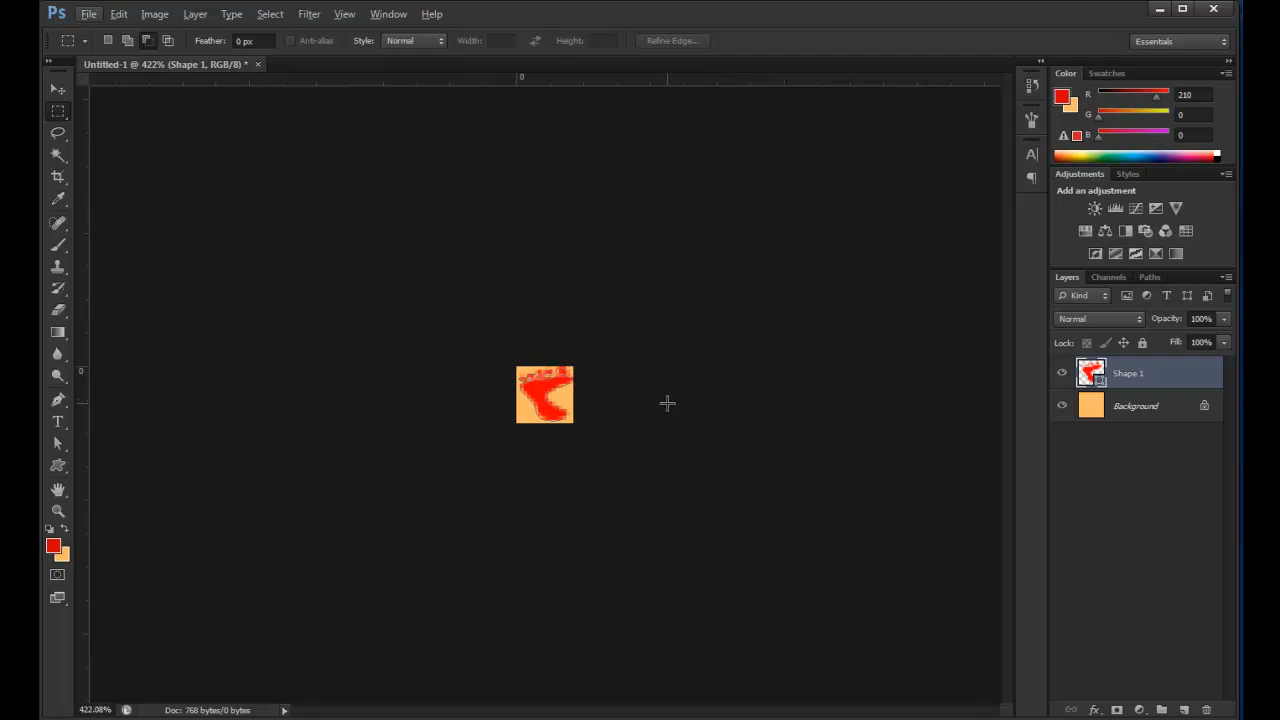 Ps File Edit Image Layer Type Select Filter View Window Help
Feather: 0 px Anti-alias Style: Normal Width: Height: Refine Edge... Essentials
Untitled-1 @ 422% (Shape 1, RGB/8) * ×
0
0
Color Swatches
R 210
G 0
B 0
Adjustments Styles
Add an adjustment
Layers Channels Paths
Kind
Normal Opacity: 100%
Lock: Fill: 100%
Shape 1
Background
422.08% Doc: 768 bytes/0 bytes